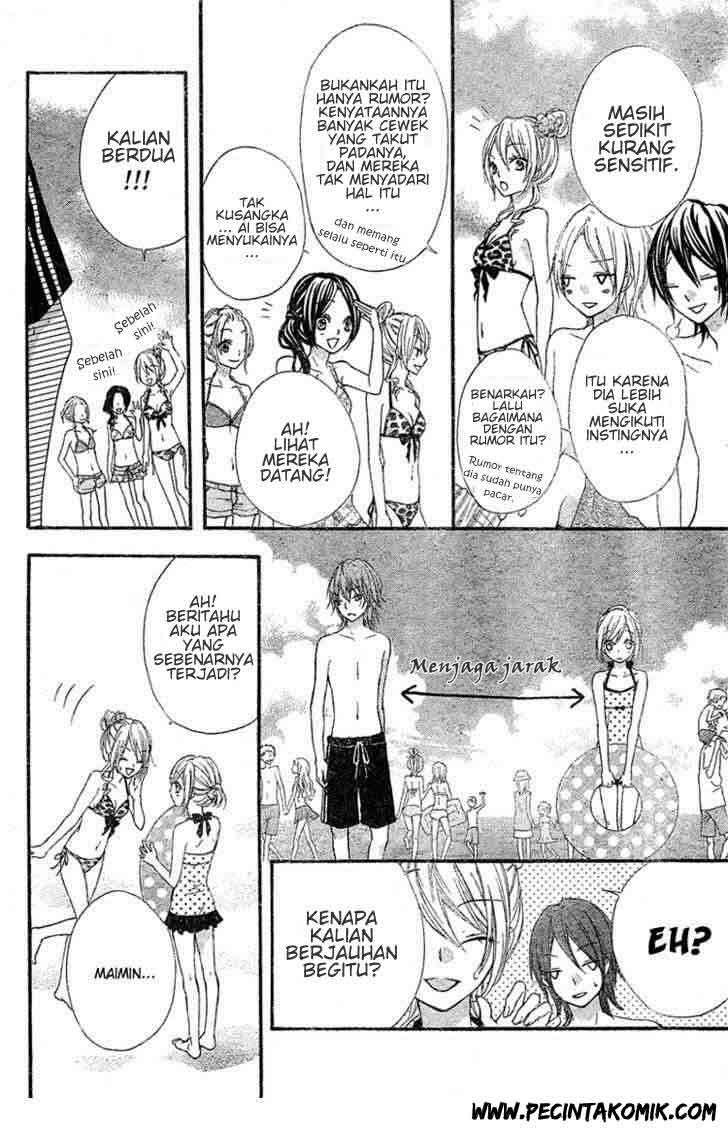 MASIH
SEDIKIT
KURANG
SENSITIF.
ITU KARENA
DIA LEBIH
SUKA
MENGIKUTI
INSTINGNYA
...
BENARKAH?
LALU
BAGAIMANA
DENGAN
RUMOR ITU?
Rumor tentang
dia sudah punya
pacar.
BUKANKAH ITU
HANYA RUMOR?
KENYATAANNYA
BANYAK CEWEK
YANG TAKUT
PADANYA,
DAN MEREKA
TAK MENYADARI
HAL ITU
...
dan memang
selalu seperti itu
TAK
KUSANGKA
... AI BISA
MENYUKAINYA
...
AH!
LIHAT
MEREKA
DATANG!
KALIAN
BERDUA
!!!
Sebelah
sini!
Sebelah
sini!
Menjaga jarak
EH?
KENAPA
KALIAN
BERJAUHAN
BEGITU?
AH!
BERITAHU
AKU APA
YANG
SEBENARNYA
TERJADI?
MAIMIN...
WWW.PECINTAKOMIK.COM